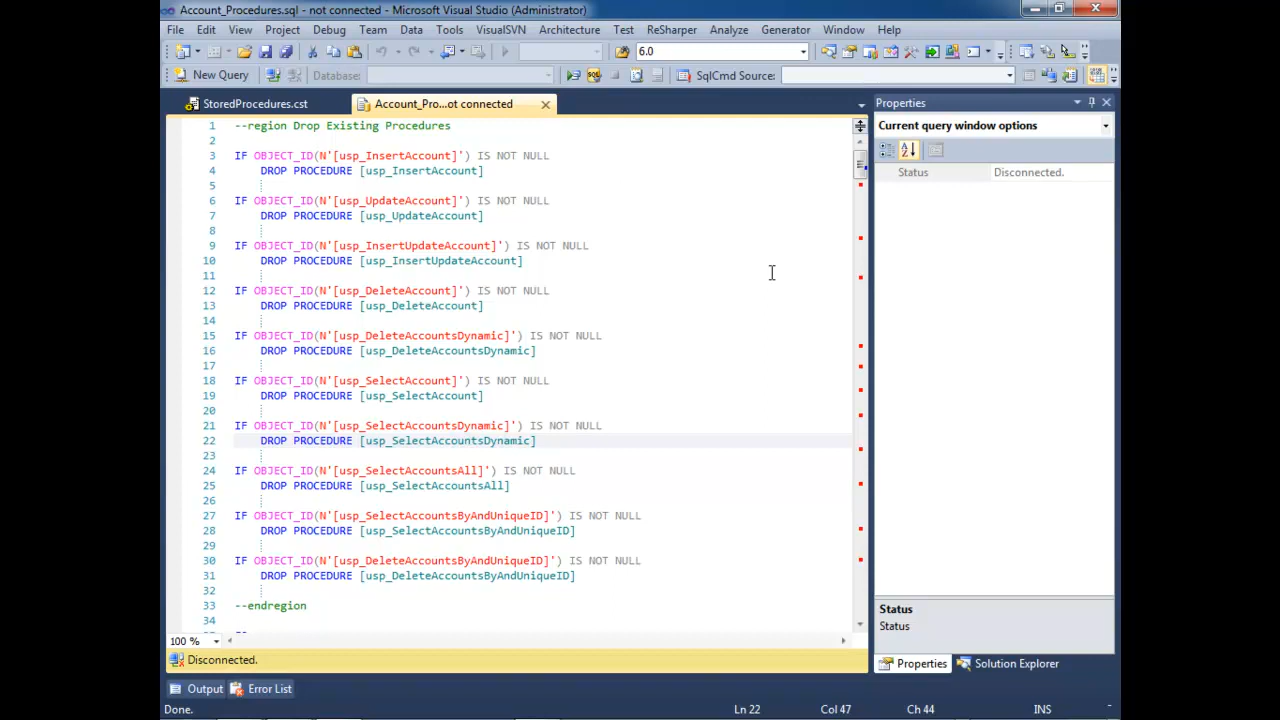 Account_Procedures.sql - not connected - Microsoft Visual Studio (Administrator)
File Edit View Project Debug Team Data Tools VisualSVN Architecture Test ReSharper Analyze Generator Window Help
6.0
New Query Database: SqlCmd Source:
StoredProcedures.cst Account_Pro...ot connected
Properties
Current query window options
Status Disconnected.
1 --region Drop Existing Procedures
2
3 IF OBJECT_ID(N'[usp_InsertAccount]') IS NOT NULL
4 DROP PROCEDURE [usp_InsertAccount]
5
6 IF OBJECT_ID(N'[usp_UpdateAccount]') IS NOT NULL
7 DROP PROCEDURE [usp_UpdateAccount]
8
9 IF OBJECT_ID(N'[usp_InsertUpdateAccount]') IS NOT NULL
10 DROP PROCEDURE [usp_InsertUpdateAccount]
11
12 IF OBJECT_ID(N'[usp_DeleteAccount]') IS NOT NULL
13 DROP PROCEDURE [usp_DeleteAccount]
14
15 IF OBJECT_ID(N'[usp_DeleteAccountsDynamic]') IS NOT NULL
16 DROP PROCEDURE [usp_DeleteAccountsDynamic]
17
18 IF OBJECT_ID(N'[usp_SelectAccount]') IS NOT NULL
19 DROP PROCEDURE [usp_SelectAccount]
20
21 IF OBJECT_ID(N'[usp_SelectAccountsDynamic]') IS NOT NULL
22 DROP PROCEDURE [usp_SelectAccountsDynamic]
23
24 IF OBJECT_ID(N'[usp_SelectAccountsAll]') IS NOT NULL
25 DROP PROCEDURE [usp_SelectAccountsAll]
26
27 IF OBJECT_ID(N'[usp_SelectAccountsByAndUniqueID]') IS NOT NULL
28 DROP PROCEDURE [usp_SelectAccountsByAndUniqueID]
29
30 IF OBJECT_ID(N'[usp_DeleteAccountsByAndUniqueID]') IS NOT NULL
31 DROP PROCEDURE [usp_DeleteAccountsByAndUniqueID]
32
33 --endregion
34
100 %
Disconnected.
Status
Status
Properties Solution Explorer
Output Error List
Done. Ln 22 Col 47 Ch 44 INS